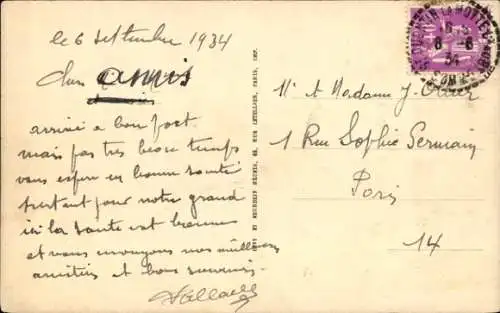 le 6 septembre 1934
Chers amis
arrivé a bon port
mais pas très beau temps
vous espère en bonne santé
surtout pour notre grand
ici la santé est bonne
et vous envoyons nos meilleures
amitiés et bons souvenirs
Mr et Madame J.
1 Rue Sophie Germain
Paris
14